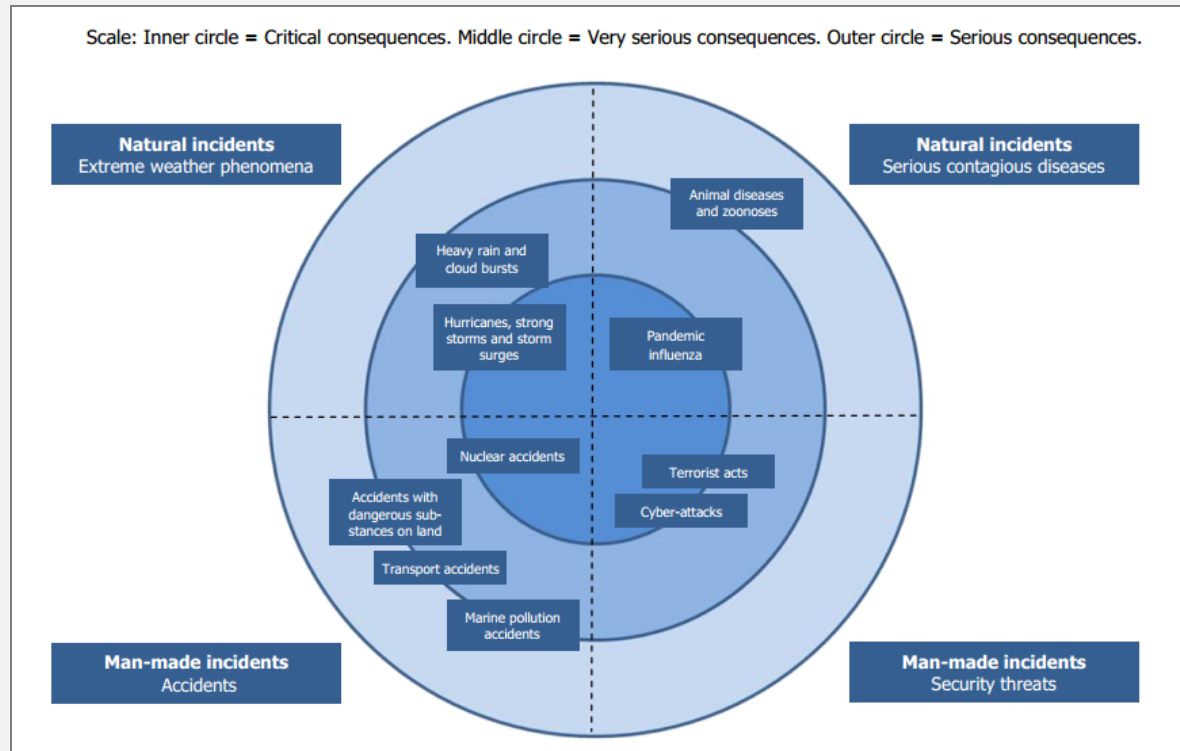 Scale: Inner circle = Critical consequences. Middle circle = Very serious consequences. Outer circle = Serious consequences.
Natural incidents
Extreme weather phenomena
Natural incidents
Serious contagious diseases
Animal diseases
and zoonoses
Heavy rain and
cloud bursts
Hurricanes, strong
storms and storm
surges
Pandemic
influenza
Nuclear accidents
Terrorist acts
Accidents with
dangerous sub-
stances on land
Cyber-attacks
Transport accidents
Marine pollution
accidents
Man-made incidents
Accidents
Man-made incidents
Security threats